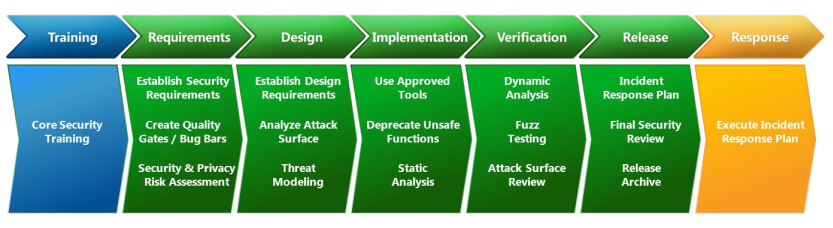 Training
Requirements
Design
Implementation
Verification
Release
Response
Core Security
Training
Establish Security
Requirements
Create Quality
Gates / Bug Bars
Security & Privacy
Risk Assessment
Establish Design
Requirements
Analyze Attack
Surface
Threat
Modeling
Use Approved
Tools
Deprecate Unsafe
Functions
Static
Analysis
Dynamic
Analysis
Fuzz
Testing
Attack Surface
Review
Incident
Response Plan
Final Security
Review
Release
Archive
Execute Incident
Response Plan